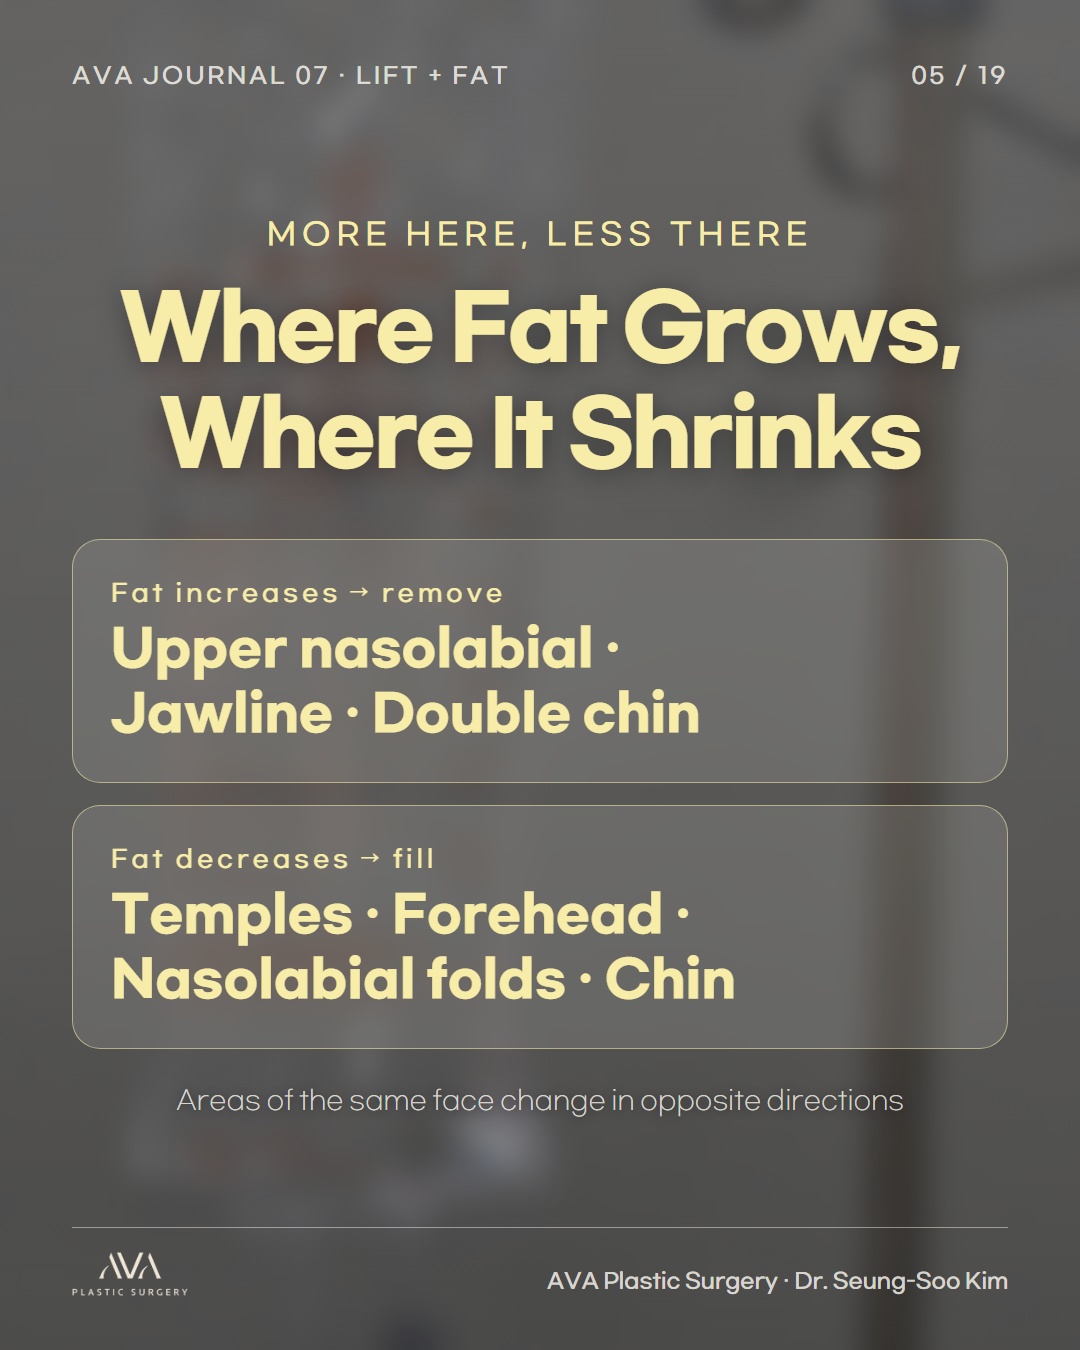 AVA JOURNAL 07 · LIFT + FAT
05 / 19
MORE HERE, LESS THERE
Where Fat Grows,
Where It Shrinks
Fat increases → remove
Upper nasolabial ·
Jawline · Double chin
Fat decreases → fill
Temples · Forehead ·
Nasolabial folds · Chin
Areas of the same face change in opposite directions
AVA
PLASTIC SURGERY
AVA Plastic Surgery · Dr. Seung-Soo Kim